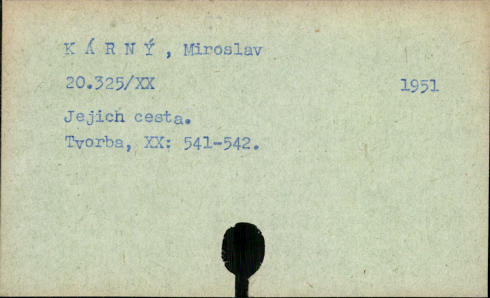 K Á R N Ý , Miroslav
20.325/XX 1951
Jejich cesta.
Tvorba, XX: 541-542.